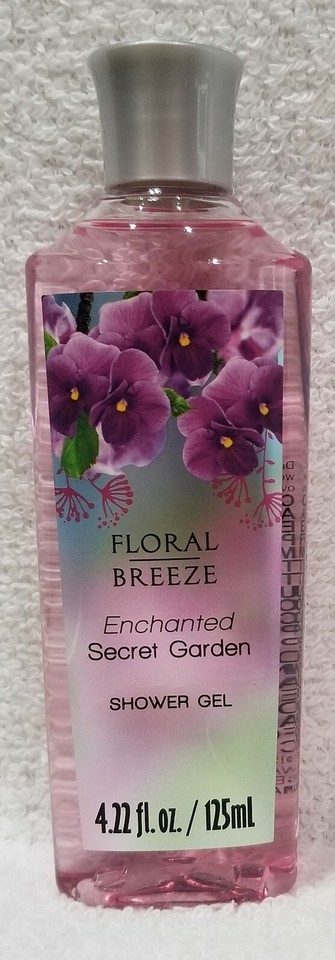 FLORAL
BREEZE
Enchanted
Secret Garden
SHOWER GEL
4.22 fl.oz. / 125mL